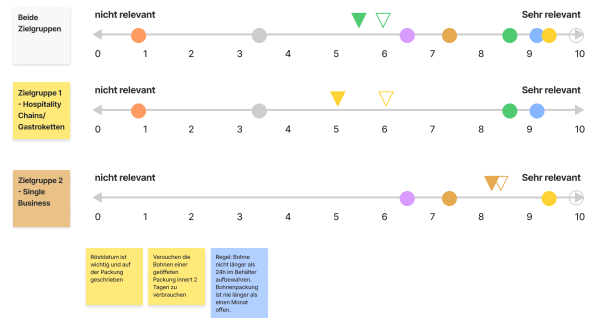 Beide
Zielgruppen
nicht relevant
Sehr relevant
0 1 2 3 4 5 6 7 8 9 10
Zielgruppe 1
- Hospitality
Chains/
Gastroketten
nicht relevant
Sehr relevant
0 1 2 3 4 5 6 7 8 9 10
Zielgruppe 2
- Single
Business
nicht relevant
Sehr relevant
0 1 2 3 4 5 6 7 8 9 10
Röstdatum ist
wichtig und auf
der Packung
geschrieben
Versuchen die
Bohnen einer
geöffeten
Packung innert 2
Tagen zu
verbrauchen
Regel: Bohne
nicht länger als
24h im Behälter
aufbewahren.
Bohnenpackung
ist nie länger als
einen Monat
offen.